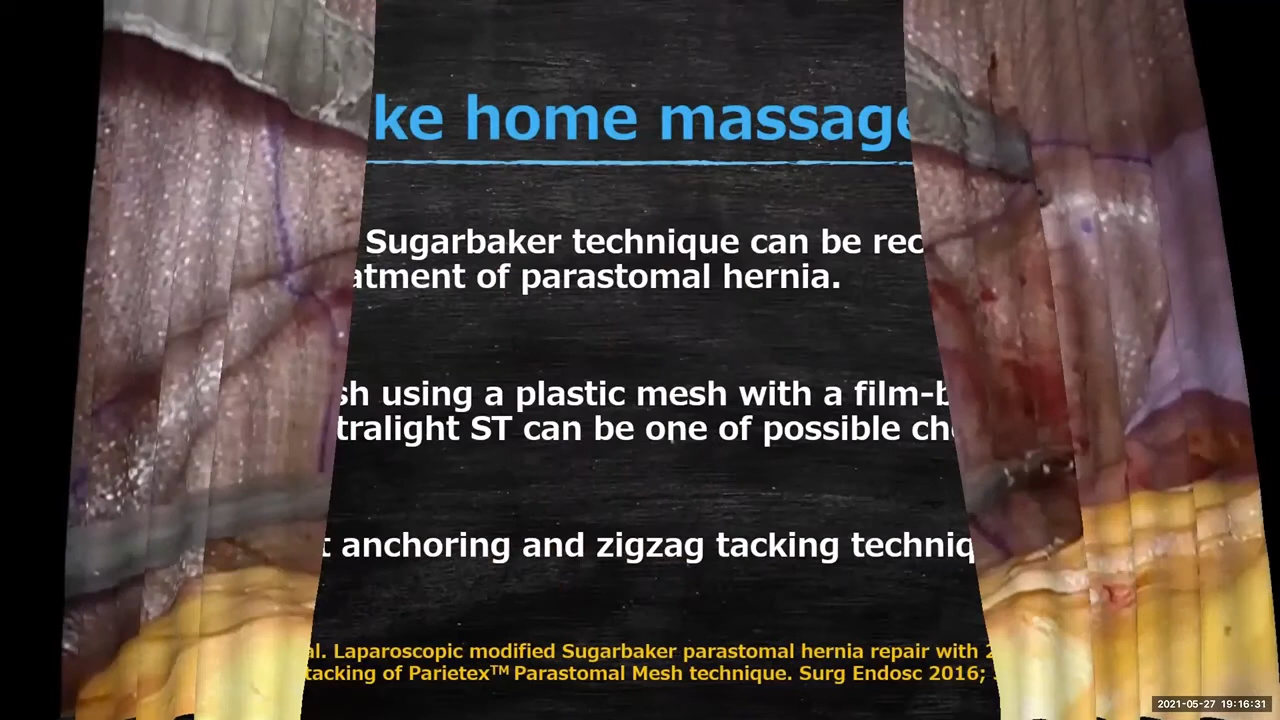 ke home massage
Sugarbaker technique can be rec
atment of parastomal hernia.
sh using a plastic mesh with a film-b
tralight ST can be one of possible ch
t anchoring and zigzag tacking techniq
al. Laparoscopic modified Sugarbaker parastomal hernia repair with 2
tacking of Parietex™ Parastomal Mesh technique. Surg Endosc 2016;
2021-05-27 19:16:31